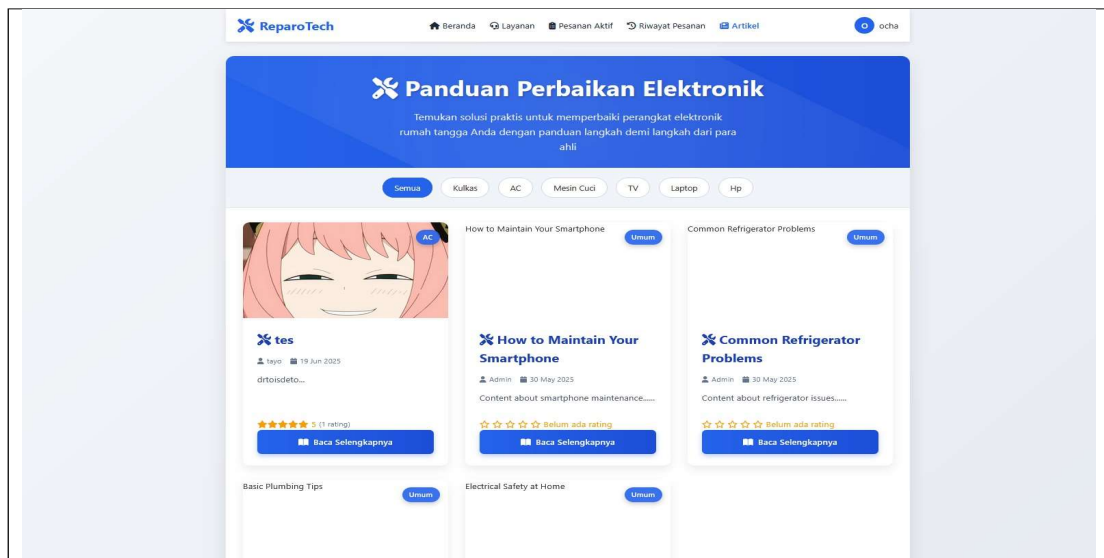 ReparoTech
Beranda Layanan Pesanan Aktif Riwayat Pesanan Artikel
O ocha
Panduan Perbaikan Elektronik
Temukan solusi praktis untuk memperbaiki perangkat elektronik
rumah tangga Anda dengan panduan langkah demi langkah dari para
ahli
Semua Kulkas AC Mesin Cuci TV Laptop Hp
AC
tes
tayo 19 Jun 2025
drtoisdeto...
5 (1 rating)
Baca Selengkapnya
How to Maintain Your Smartphone
Umum
How to Maintain Your
Smartphone
Admin 30 May 2025
Content about smartphone maintenance......
Belum ada rating
Baca Selengkapnya
Common Refrigerator Problems
Umum
Common Refrigerator
Problems
Admin 30 May 2025
Content about refrigerator issues......
Belum ada rating
Baca Selengkapnya
Basic Plumbing Tips
Umum
Electrical Safety at Home
Umum